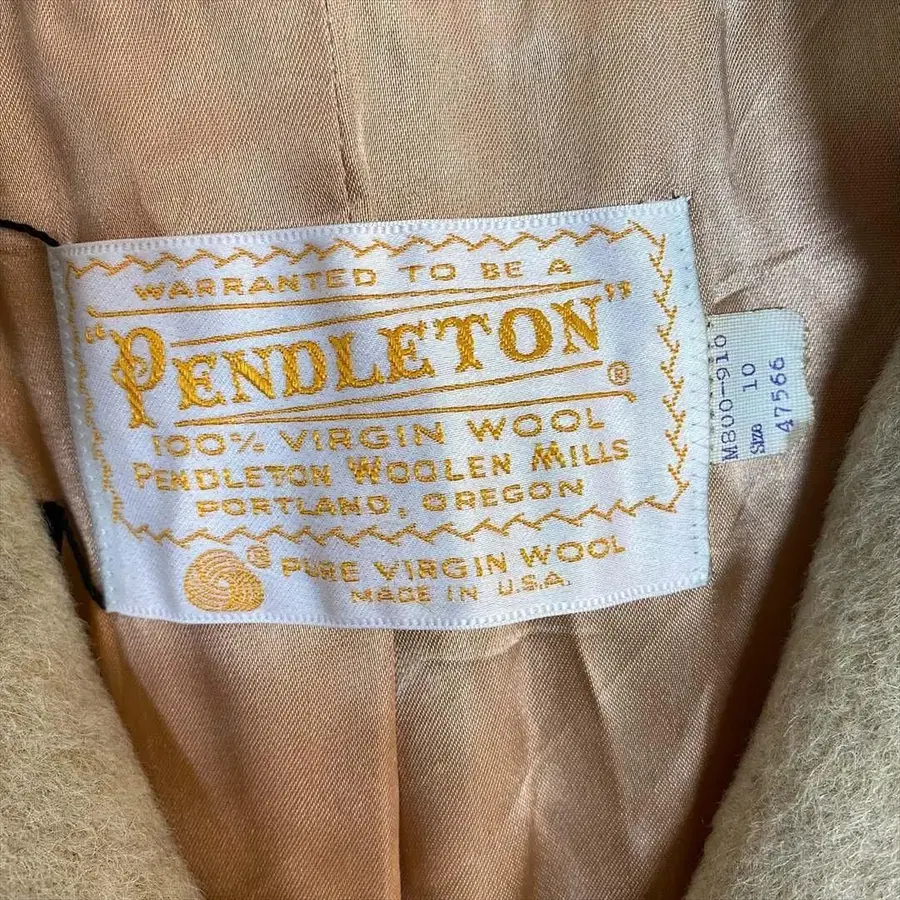 WARRANTED TO BE A
"PENDLETON"®
100% VIRGIN WOOL
PENDLETON WOOLEN MILLS
PORTLAND, OREGON
® PURE VIRGIN WOOL
MADE IN U.S.A.
M800-910
Size 10
47566